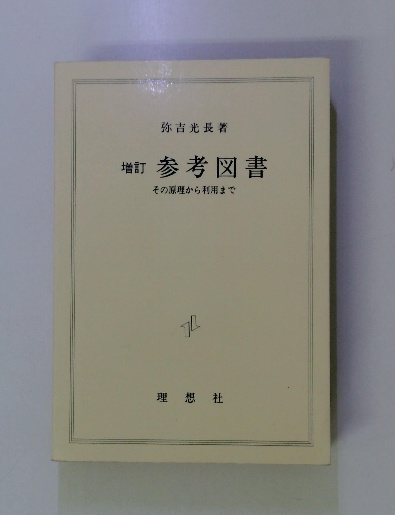 弥吉光長著
増訂 参考図書
その原理から利用まで
理想社